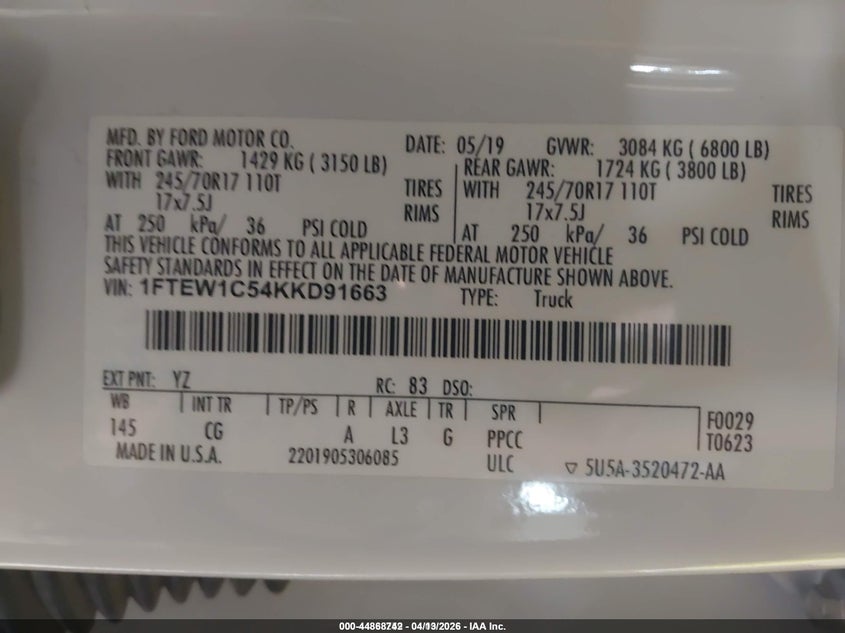 MFD. BY FORD MOTOR CO. DATE: 05/19 GVWR: 3084 KG ( 6800 LB)
FRONT GAWR: 1429 KG ( 3150 LB) REAR GAWR: 1724 KG ( 3800 LB)
WITH 245/70R17 110T TIRES WITH 245/70R17 110T TIRES
17x7.5J RIMS 17x7.5J RIMS
AT 250 kPa/ 36 PSI COLD AT 250 kPa/ 36 PSI COLD
THIS VEHICLE CONFORMS TO ALL APPLICABLE FEDERAL MOTOR VEHICLE
SAFETY STANDARDS IN EFFECT ON THE DATE OF MANUFACTURE SHOWN ABOVE.
VIN: 1FTEW1C54KKD91663 TYPE: Truck
EXT PNT: YZ RC: 83 DSO:
WB INT TR TP/PS R AXLE TR SPR F0029
145 CG A L3 G PPCC T0623
MADE IN U.S.A. 2201905306085 ULC ▽ 5U5A-3520472-AA
- IAA Inc.